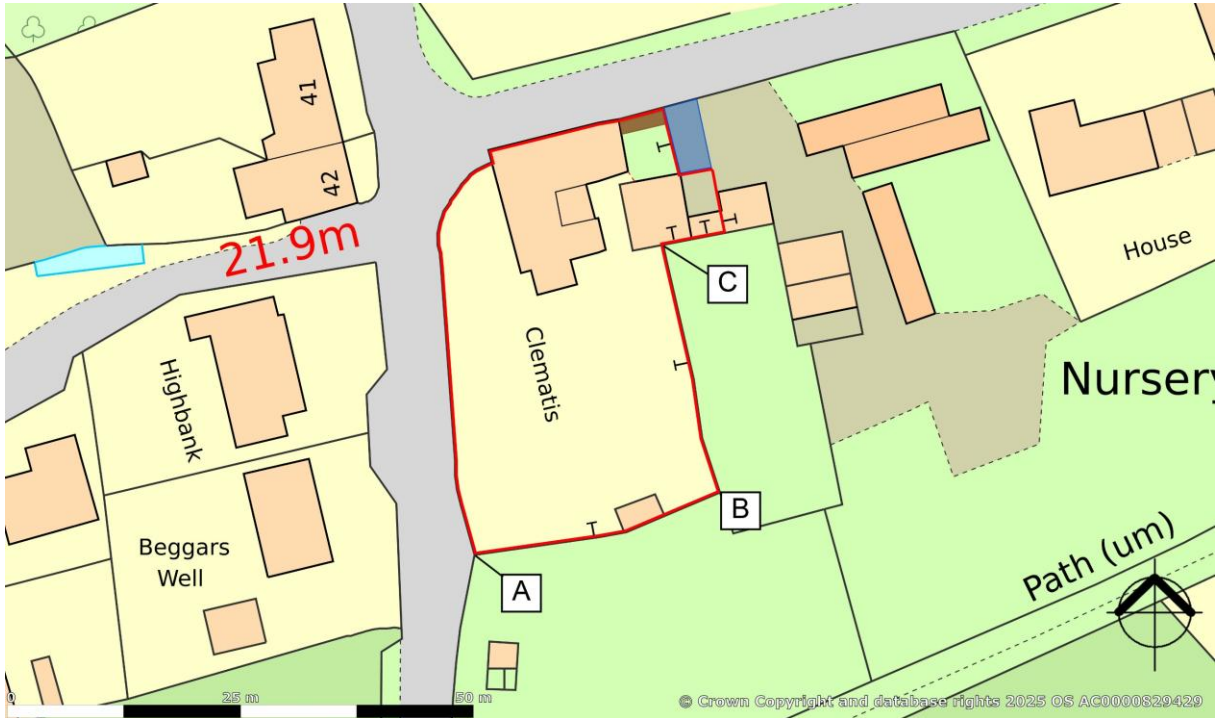 41
42
21.9m
House
C
Clematis
Highbank
Nursery
B
Beggars
Well
Path (um)
A
0
25 m
50 m
© Crown Copyright and database rights 2025 OS AC0000829429